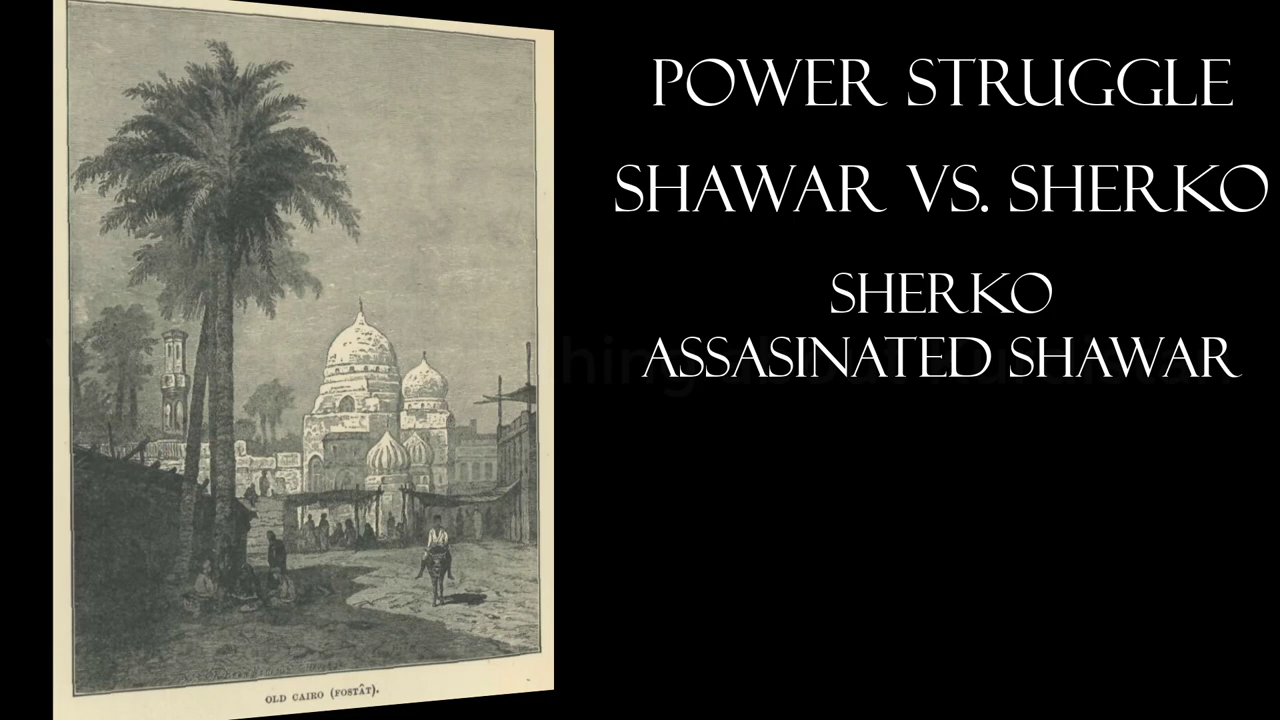 POWER STRUGGLE
SHAWAR VS. SHERKO
SHERKO
ASSASINATED SHAWAR
OLD CAIRO (FOSTÂT).